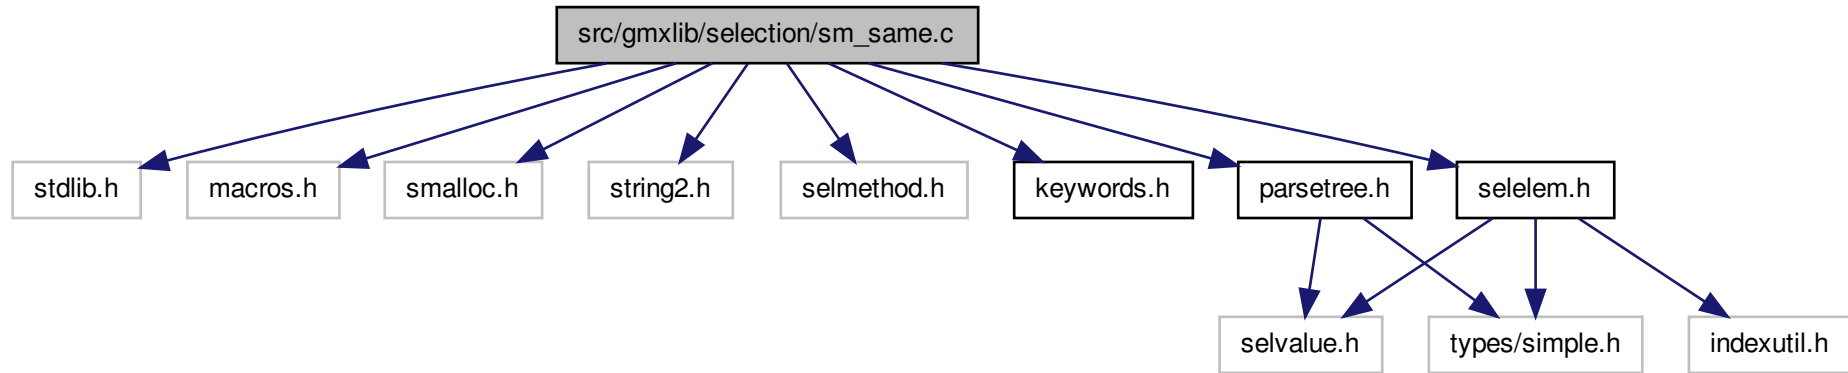 src/gmxlib/selection/sm_same.c
stdlib.h
macros.h
smalloc.h
string2.h
selmethod.h
keywords.h
parsetree.h
selelem.h
selvalue.h
types/simple.h
indexutil.h